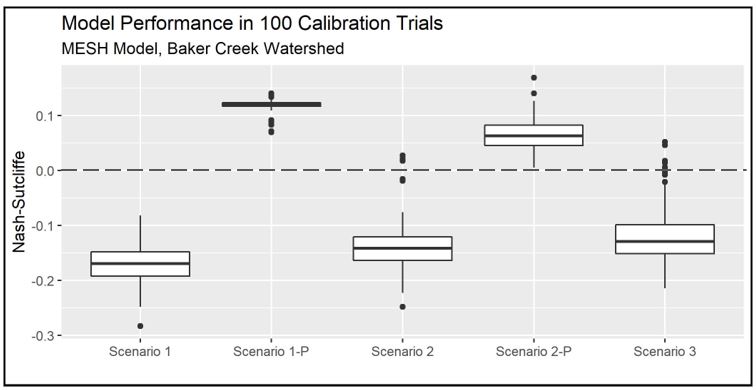 Model Performance in 100 Calibration Trials
MESH Model, Baker Creek Watershed
Nash-Sutcliffe
0.1
0.0
-0.1
-0.2
-0.3
Scenario 1
Scenario 1-P
Scenario 2
Scenario 2-P
Scenario 3